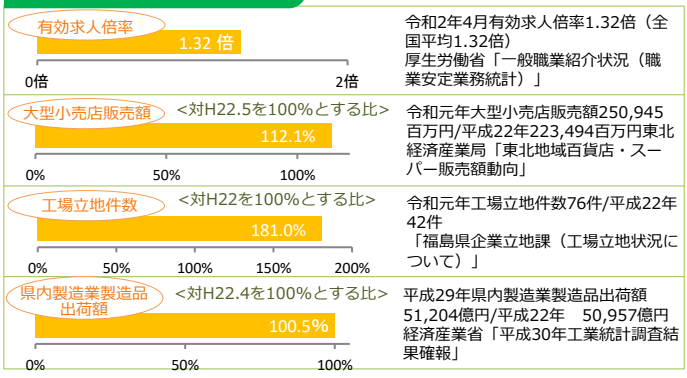 有効求人倍率
1.32 倍
0倍
2倍
令和2年4月有効求人倍率1.32倍（全
国平均1.32倍）
厚生労働省「一般職業紹介状況（職
業安定業務統計）」
大型小売店販売額
<対H22.5を100%とする比>
112.1%
0%
50%
100%
令和元年大型小売店販売額250,945
百万円/平成22年223,494百万円東北
経済産業局「東北地域百貨店・スー
パー販売額動向」
工場立地件数
<対H22を100%とする比>
181.0%
0%
50%
100%
150%
200%
令和元年工場立地件数76件/平成22年
42件
「福島県企業立地課（工場立地状況に
ついて）」
県内製造業製造品
出荷額
<対H22.4を100%とする比>
100.5%
0%
50%
100%
平成29年県内製造業製造品出荷額
51,204億円/平成22年　50,957億円
経済産業省「平成30年工業統計調査結
果確報」